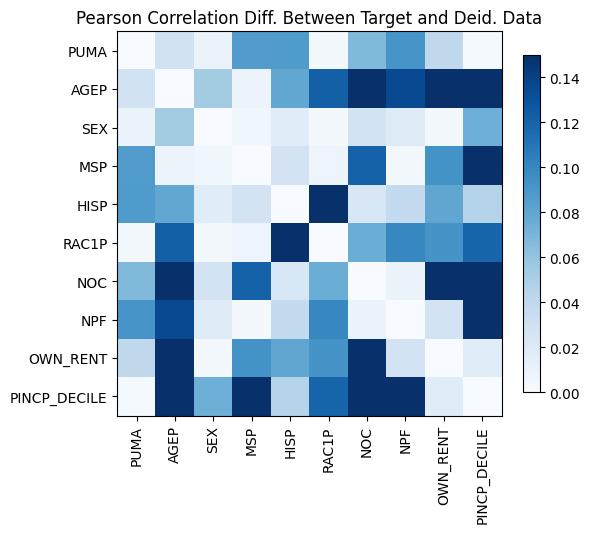 Pearson Correlation Diff. Between Target and Deid. Data
PUMA
AGEP
SEX
MSP
HISP
RAC1P
NOC
NPF
OWN_RENT
PINCP_DECILE
PUMA
AGEP
SEX
MSP
HISP
RAC1P
NOC
NPF
OWN_RENT
PINCP_DECILE
0.14
0.12
0.10
0.08
0.06
0.04
0.02
0.00